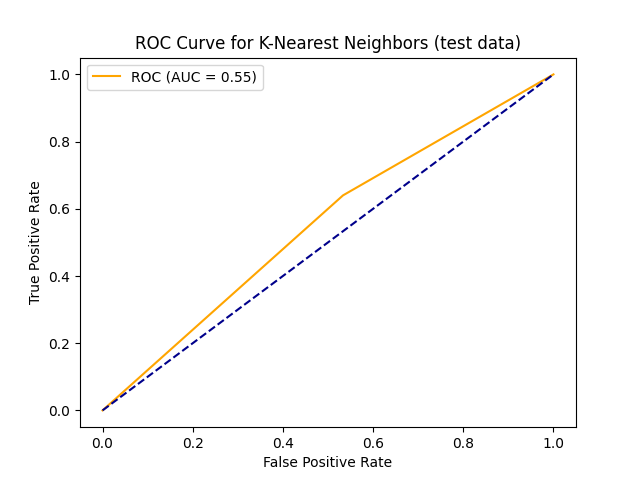 ROC Curve for K-Nearest Neighbors (test data)
ROC (AUC = 0.55)
True Positive Rate
1.0
0.8
0.6
0.4
0.2
0.0
0.0 0.2 0.4 0.6 0.8 1.0
False Positive Rate